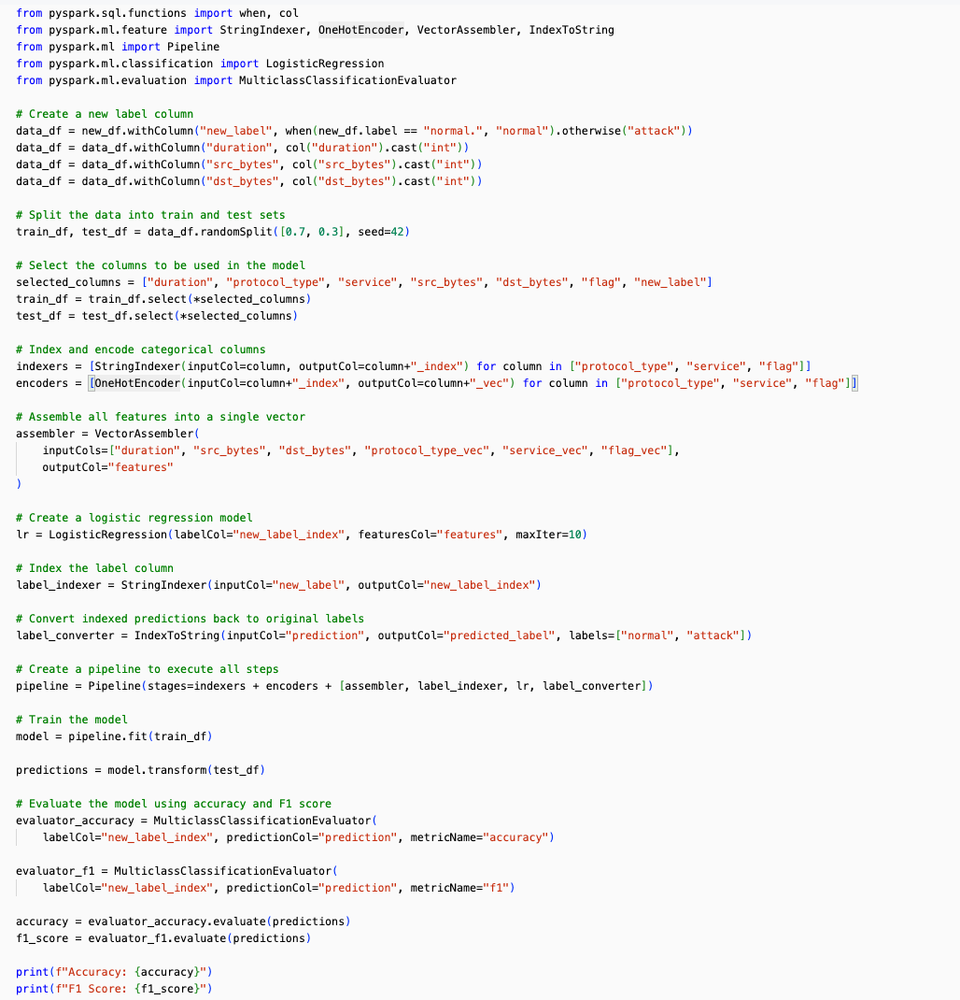 from pyspark.sql.functions import when, col
from pyspark.ml.feature import StringIndexer, OneHotEncoder, VectorAssembler, IndexToString
from pyspark.ml import Pipeline
from pyspark.ml.classification import LogisticRegression
from pyspark.ml.evaluation import MulticlassClassificationEvaluator

# Create a new label column
data_df = new_df.withColumn("new_label", when(new_df.label == "normal.", "normal").otherwise("attack"))
data_df = data_df.withColumn("duration", col("duration").cast("int"))
data_df = data_df.withColumn("src_bytes", col("src_bytes").cast("int"))
data_df = data_df.withColumn("dst_bytes", col("dst_bytes").cast("int"))

# Split the data into train and test sets
train_df, test_df = data_df.randomSplit([0.7, 0.3], seed=42)

# Select the columns to be used in the model
selected_columns = ["duration", "protocol_type", "service", "src_bytes", "dst_bytes", "flag", "new_label"]
train_df = train_df.select(*selected_columns)
test_df = test_df.select(*selected_columns)

# Index and encode categorical columns
indexers = [StringIndexer(inputCol=column, outputCol=column+"_index") for column in ["protocol_type", "service", "flag"]]
encoders = [OneHotEncoder(inputCol=column+"_index", outputCol=column+"_vec") for column in ["protocol_type", "service", "flag"]]

# Assemble all features into a single vector
assembler = VectorAssembler(
    inputCols=["duration", "src_bytes", "dst_bytes", "protocol_type_vec", "service_vec", "flag_vec"],
    outputCol="features"
)

# Create a logistic regression model
lr = LogisticRegression(labelCol="new_label_index", featuresCol="features", maxIter=10)

# Index the label column
label_indexer = StringIndexer(inputCol="new_label", outputCol="new_label_index")

# Convert indexed predictions back to original labels
label_converter = IndexToString(inputCol="prediction", outputCol="predicted_label", labels=["normal", "attack"])

# Create a pipeline to execute all steps
pipeline = Pipeline(stages=indexers + encoders + [assembler, label_indexer, lr, label_converter])

# Train the model
model = pipeline.fit(train_df)

predictions = model.transform(test_df)

# Evaluate the model using accuracy and F1 score
evaluator_accuracy = MulticlassClassificationEvaluator(
    labelCol="new_label_index", predictionCol="prediction", metricName="accuracy")

evaluator_f1 = MulticlassClassificationEvaluator(
    labelCol="new_label_index", predictionCol="prediction", metricName="f1")

accuracy = evaluator_accuracy.evaluate(predictions)
f1_score = evaluator_f1.evaluate(predictions)

print(f"Accuracy: {accuracy}")
print(f"F1 Score: {f1_score}")